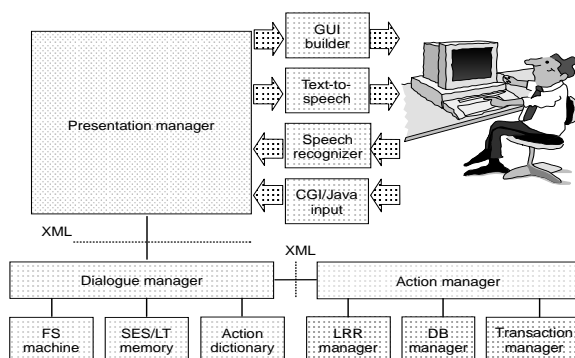 GUI
builder
Text-to-
speech
Presentation manager
Speech
recognizer
CGI/Java
input
XML
XML
Dialogue manager
Action manager
FS
machine
SES/LT
memory
Action
dictionary
LRR
manager
DB
manager
Transaction
manager